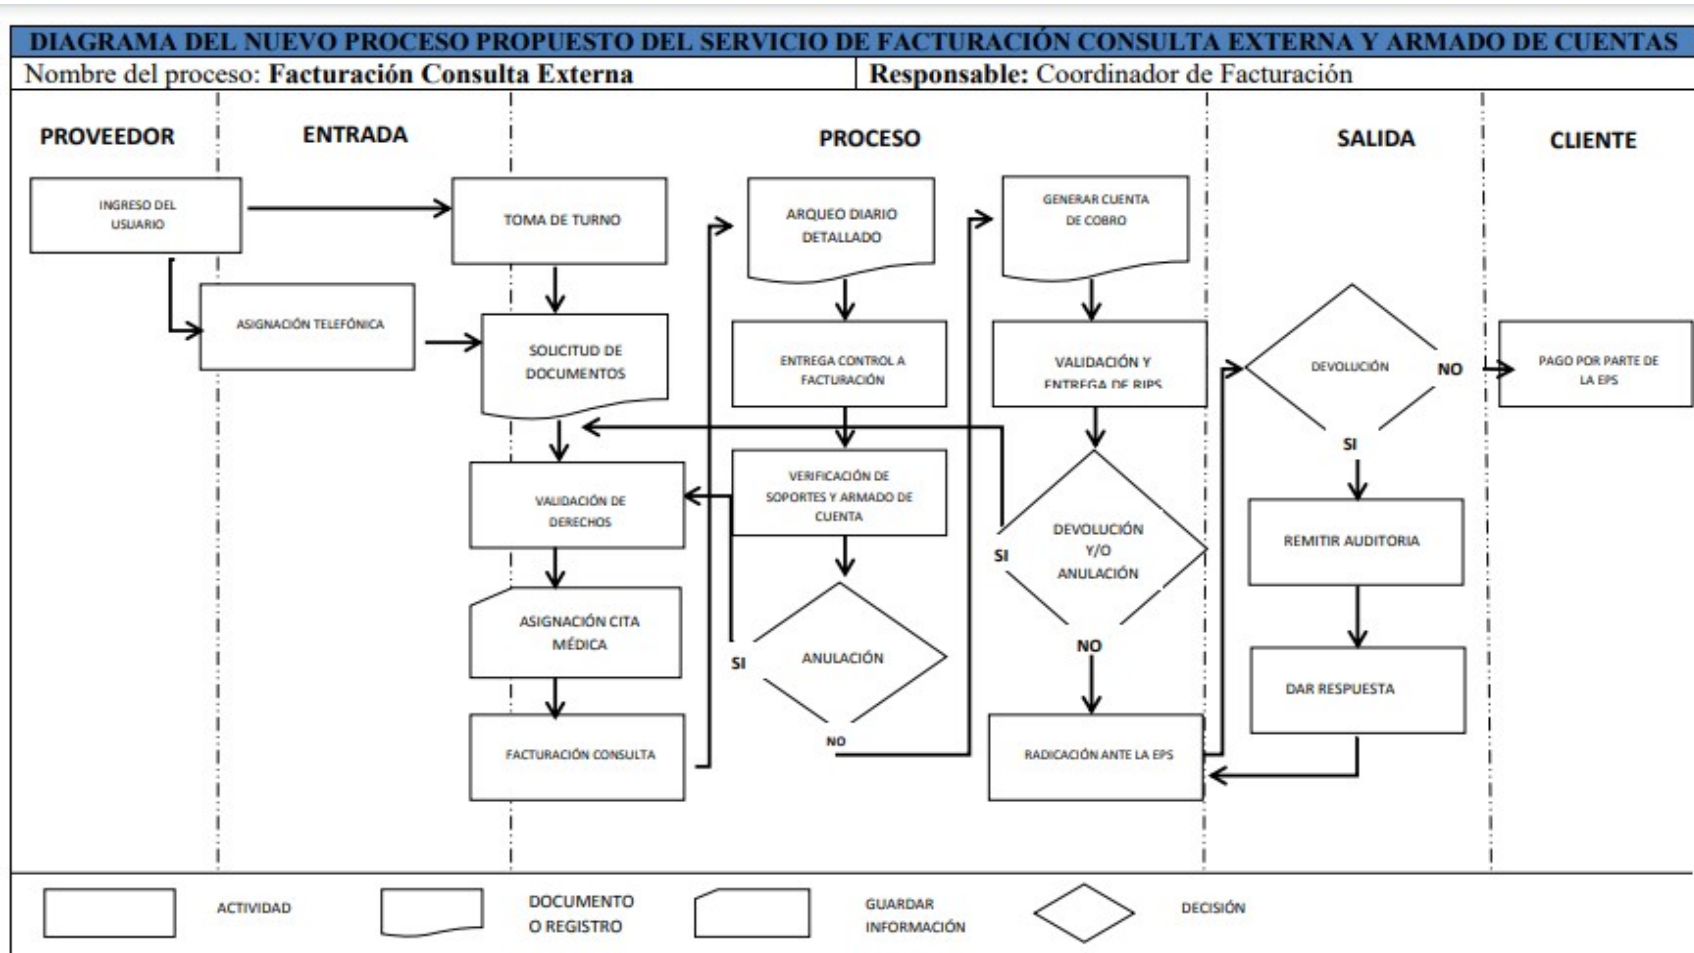 DIAGRAMA DEL NUEVO PROCESO PROPUESTO DEL SERVICIO DE FACTURACIÓN CONSULTA EXTERNA Y ARMADO DE CUENTAS
Nombre del proceso: Facturación Consulta Externa
Responsable: Coordinador de Facturación
PROVEEDOR
ENTRADA
PROCESO
SALIDA
CLIENTE
INGRESO DEL
USUARIO
ASIGNACIÓN TELEFÓNICA
TOMA DE TURNO
SOLICITUD DE
DOCUMENTOS
VALIDACIÓN DE
DERECHOS
ASIGNACIÓN CITA
MÉDICA
FACTURACIÓN CONSULTA
ARQUEO DIARIO
DETALLADO
ENTREGA CONTROL A
FACTURACIÓN
VERIFICACIÓN DE
SOPORTES Y ARMADO DE
CUENTA
ANULACIÓN
SI
NO
GENERAR CUENTA
DE COBRO
VALIDACIÓN Y
ENTREGA DE RIPS
DEVOLUCIÓN
Y/O
ANULACIÓN
SI
NO
RADICACIÓN ANTE LA EPS
DEVOLUCIÓN
NO
SI
REMITIR AUDITORIA
DAR RESPUESTA
PAGO POR PARTE DE
LA EPS
ACTIVIDAD
DOCUMENTO
O REGISTRO
GUARDAR
INFORMACIÓN
DECISIÓN